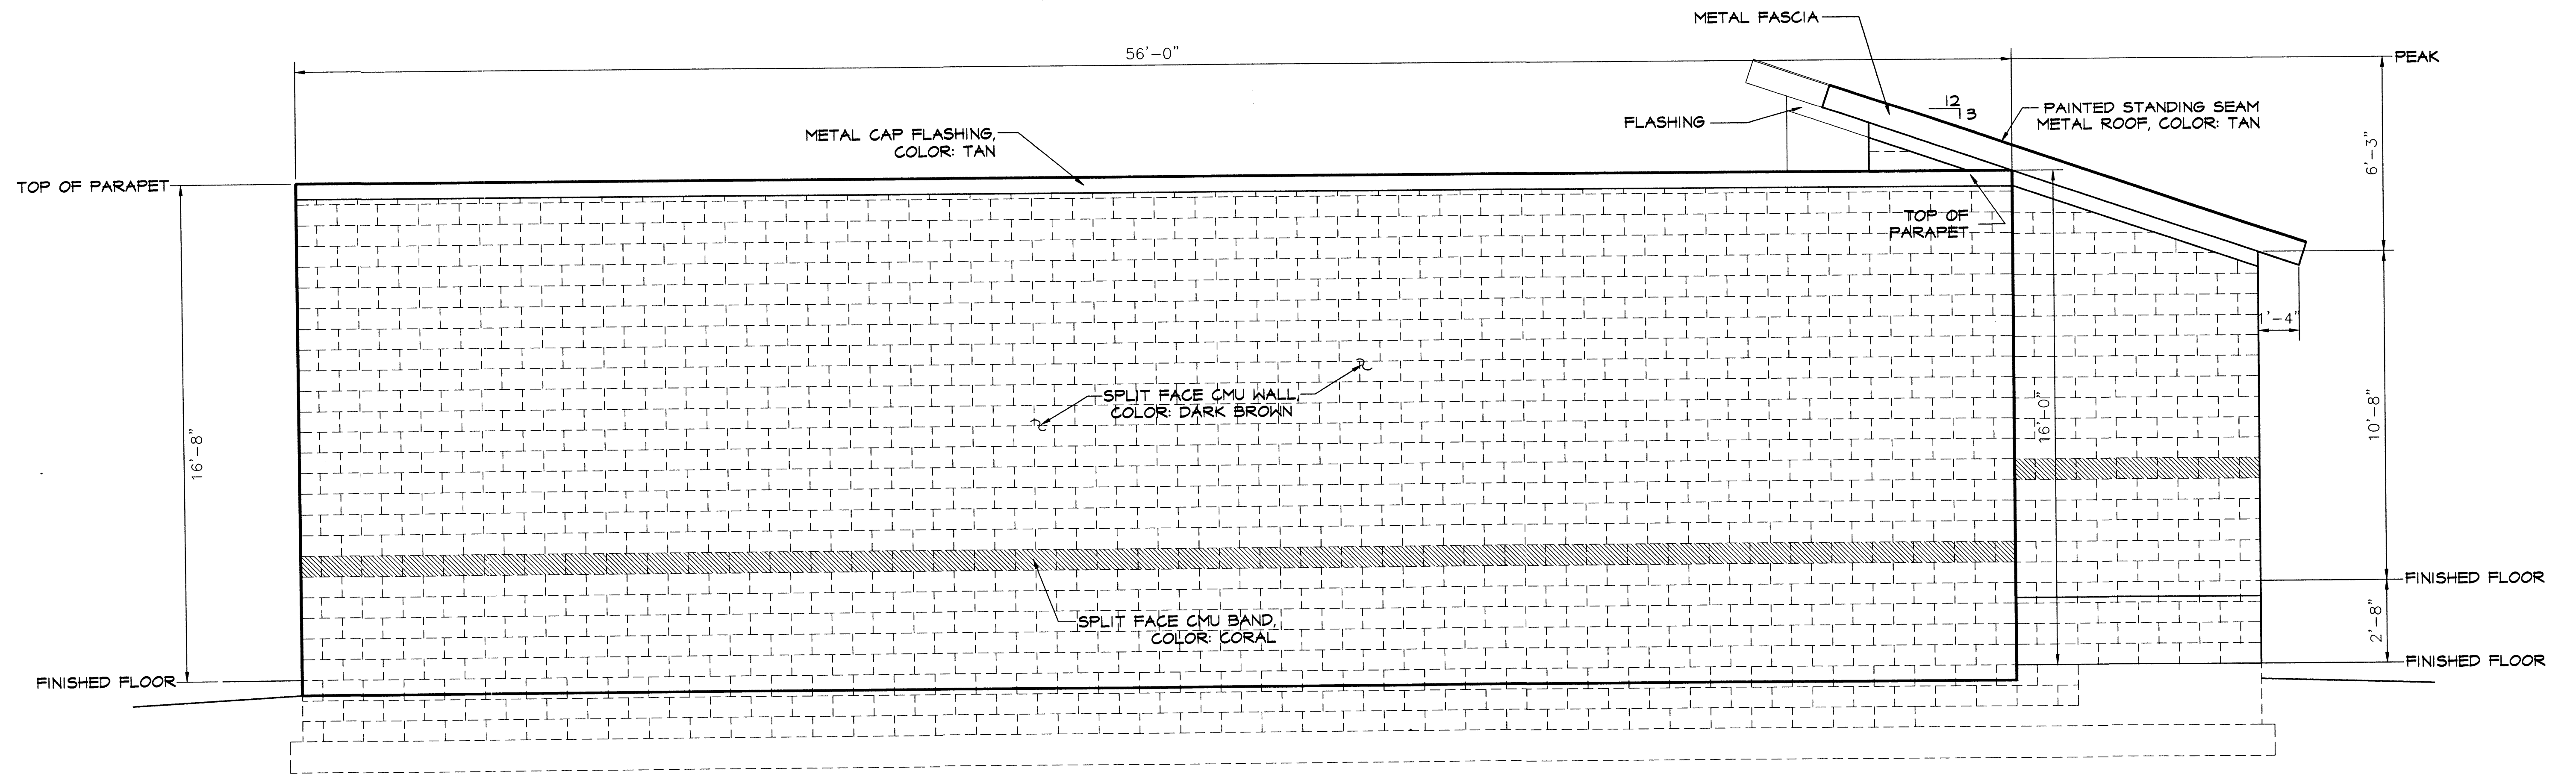 METAL FASCIA
56'-0"
PEAK
METAL CAP FLASHING,
COLOR: TAN
FLASHING
12
3
PAINTED STANDING SEAM
METAL ROOF, COLOR: TAN
6'-3"
TOP OF PARAPET
TOP OF
PARAPET
1'-4"
SPLIT FACE CMU WALL,
COLOR: DARK BROWN
16'-8"
16'-0"
10'-8"
FINISHED FLOOR
SPLIT FACE CMU BAND,
COLOR: CORAL
2'-8"
FINISHED FLOOR
FINISHED FLOOR